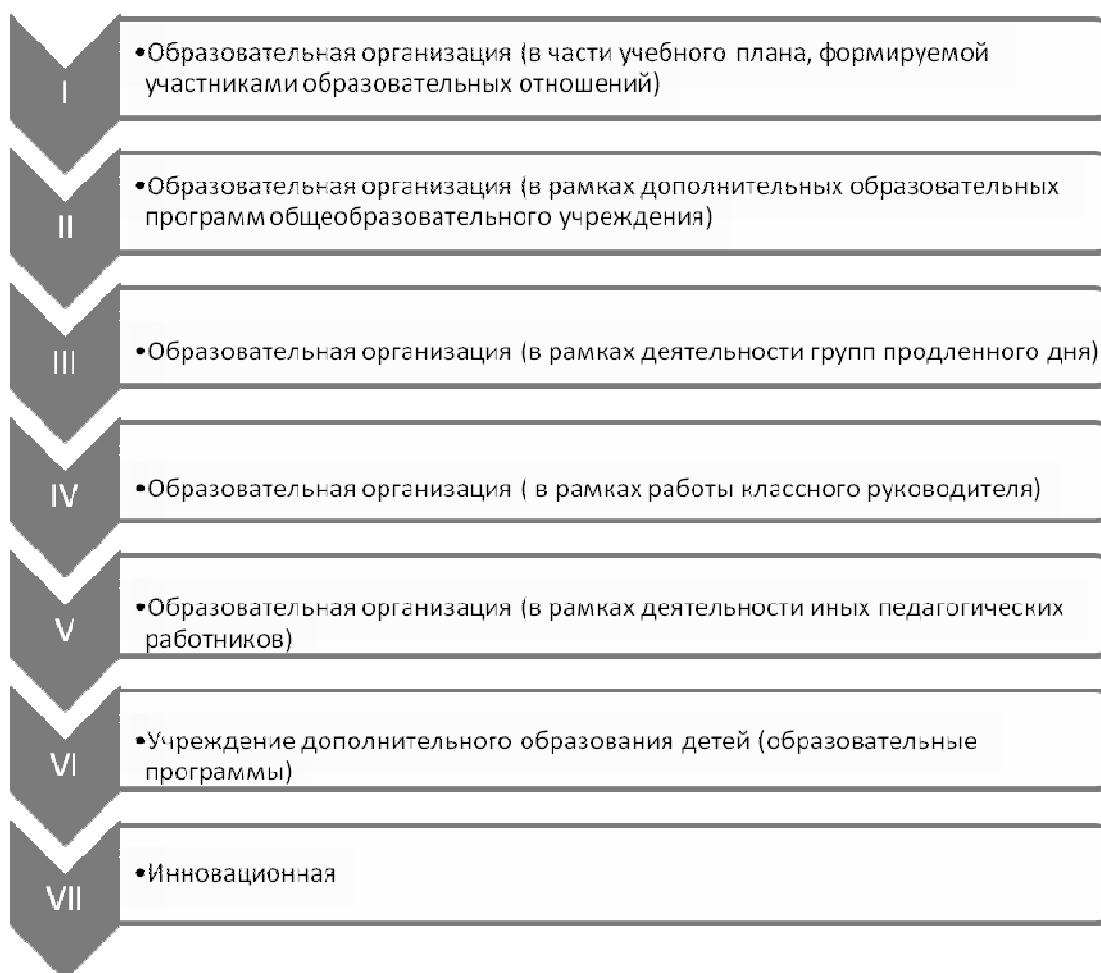 I
•Образовательная организация (в части учебного плана, формируемой
участниками образовательных отношений)
II
•Образовательная организация (в рамках дополнительных образовательных
программ общеобразовательного учреждения)
III
•Образовательная организация (в рамках деятельности групп продленного дня)
IV
•Образовательная организация ( в рамках работы классного руководителя)
V
•Образовательная организация (в рамках деятельности иных педагогических
работников)
VI
•Учреждение дополнительного образования детей (образовательные
программы)
VII
•Инновационная